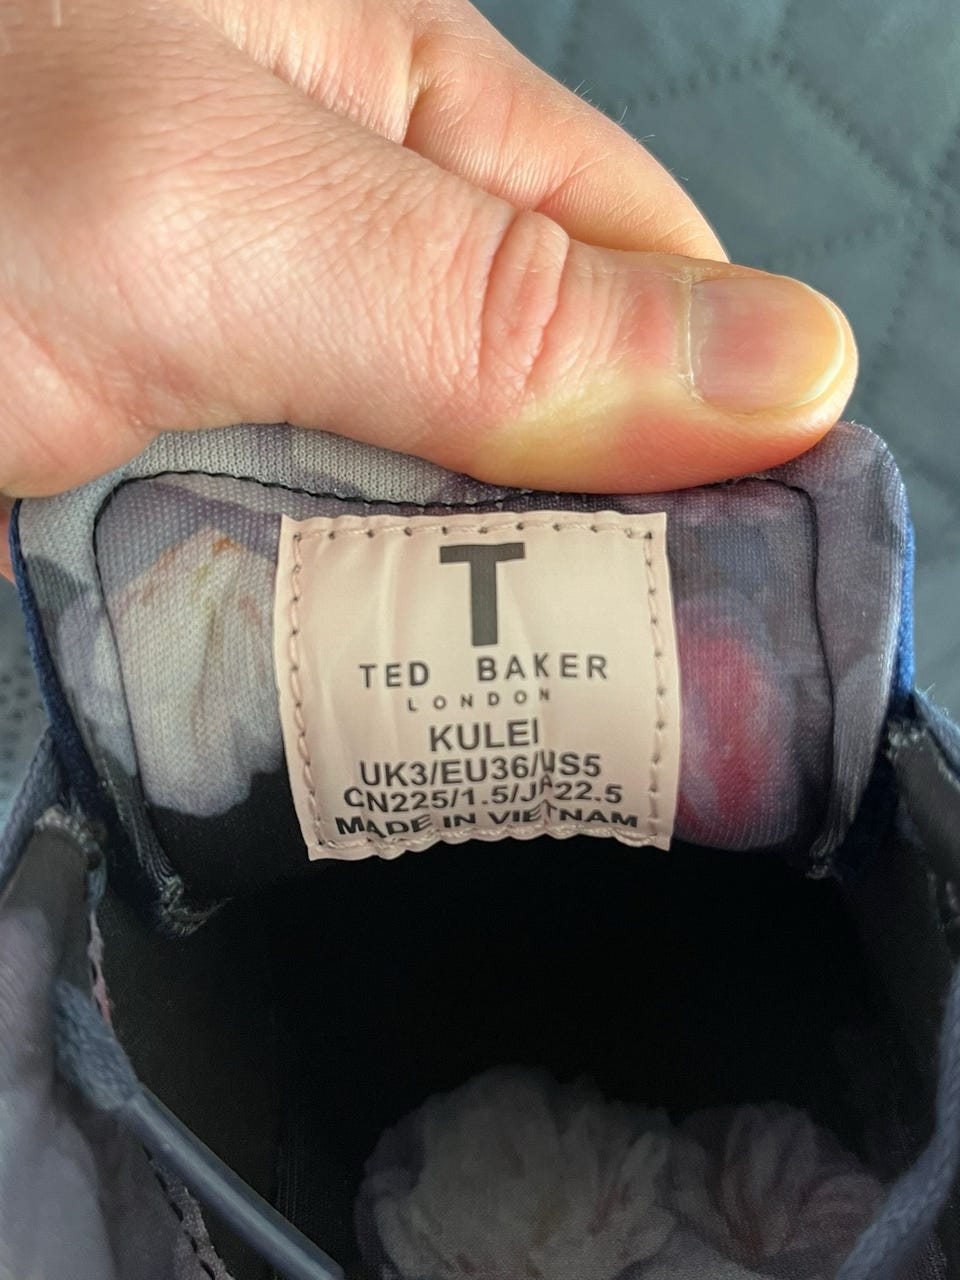 T
TED BAKER
LONDON
KULEI
UK3/EU36/US5
CN225/1.5/JP22.5
MADE IN VIETNAM